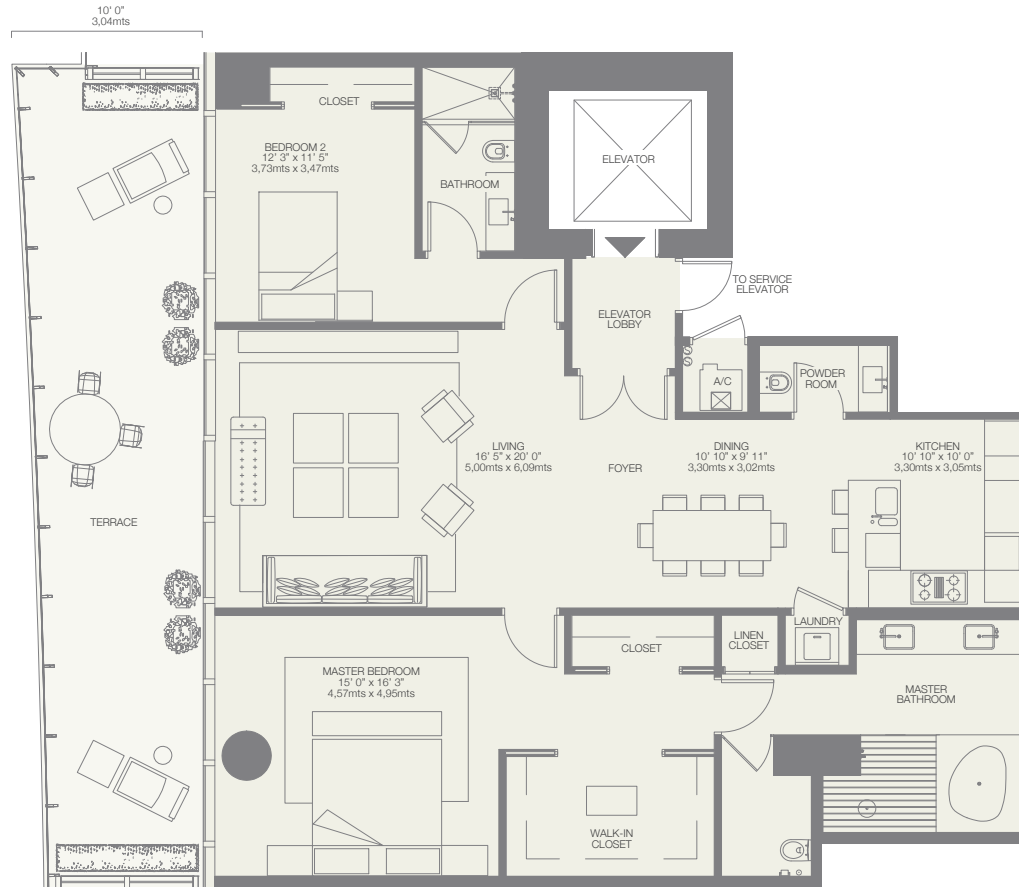 10' 0"
3,04mts
CLOSET
BEDROOM 2
12' 3" x 11' 5"
3,73mts x 3,47mts
BATHROOM
ELEVATOR
TO SERVICE
ELEVATOR
ELEVATOR
LOBBY
A/C
POWDER
ROOM
LIVING
16' 5" x 20' 0"
5,00mts x 6,09mts
FOYER
DINING
10' 10" x 9' 11"
3,30mts x 3,02mts
KITCHEN
10' 10" x 10' 0"
3,30mts x 3,05mts
TERRACE
MASTER BEDROOM
15' 0" x 16' 3"
4,57mts x 4,95mts
CLOSET
LINEN
CLOSET
LAUNDRY
MASTER
BATHROOM
WALK-IN
CLOSET